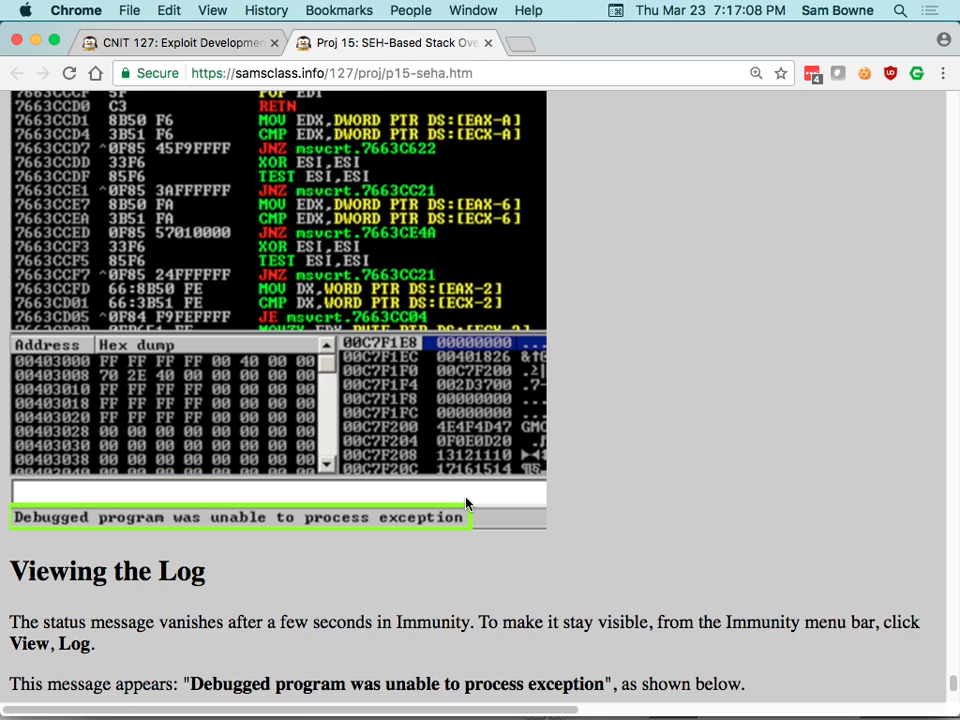 Chrome File Edit View History Bookmarks People Window Help Thu Mar 23 7:17:08 PM Sam Bowne
CNIT 127: Exploit Developmen × Proj 15: SEH-Based Stack Ove ×
Secure https://samsclass.info/127/proj/p15-seha.htm 4
7663CCCF 5F POP EDI
7663CCD0 C3 RETN
7663CCD1 8B50 F6 MOV EDX,DWORD PTR DS:[EAX-A]
7663CCD4 3B51 F6 CMP EDX,DWORD PTR DS:[ECX-A]
7663CCD7 ^0F85 45F9FFFF JNZ msvcrt.7663C622
7663CCDD 33F6 XOR ESI,ESI
7663CCDF 85F6 TEST ESI,ESI
7663CCE1 ^0F85 3AFFFFFF JNZ msvcrt.7663CC21
7663CCE7 8B50 FA MOV EDX,DWORD PTR DS:[EAX-6]
7663CCEA 3B51 FA CMP EDX,DWORD PTR DS:[ECX-6]
7663CCED 0F85 57010000 JNZ msvcrt.7663CE4A
7663CCF3 33F6 XOR ESI,ESI
7663CCF5 85F6 TEST ESI,ESI
7663CCF7 ^0F85 24FFFFFF JNZ msvcrt.7663CC21
7663CCFD 66:8B50 FE MOV DX,WORD PTR DS:[EAX-2]
7663CD01 66:3B51 FE CMP DX,WORD PTR DS:[ECX-2]
7663CD05 ^0F84 F9FEFFFF JE msvcrt.7663CC04
Address Hex dump
00403000 FF FF FF FF 00 40 00 00
00403008 70 2E 40 00 00 00 00 00
00403010 FF FF FF FF 00 00 00 00
00403018 FF FF FF FF 00 00 00 00
00403020 FF FF FF FF 00 00 00 00
00403028 00 00 00 00 00 00 00 00
00403030 00 00 00 00 00 00 00 00
00403038 00 00 00 00 00 00 00 00
00C7F1E8 00000000 ...
00C7F1EC 00401826
00C7F1F0 00C7F200
00C7F1F4 002D3700 .7-
00C7F1F8 00000000 ...
00C7F1FC 00000000 ...
00C7F200 4E4F4D47 GMO
00C7F204 0F0E0D20
00C7F208 13121110
00C7F20C 17161514
Debugged program was unable to process exception
Viewing the Log
The status message vanishes after a few seconds in Immunity. To make it stay visible, from the Immunity menu bar, click
View, Log.
This message appears: "Debugged program was unable to process exception", as shown below.